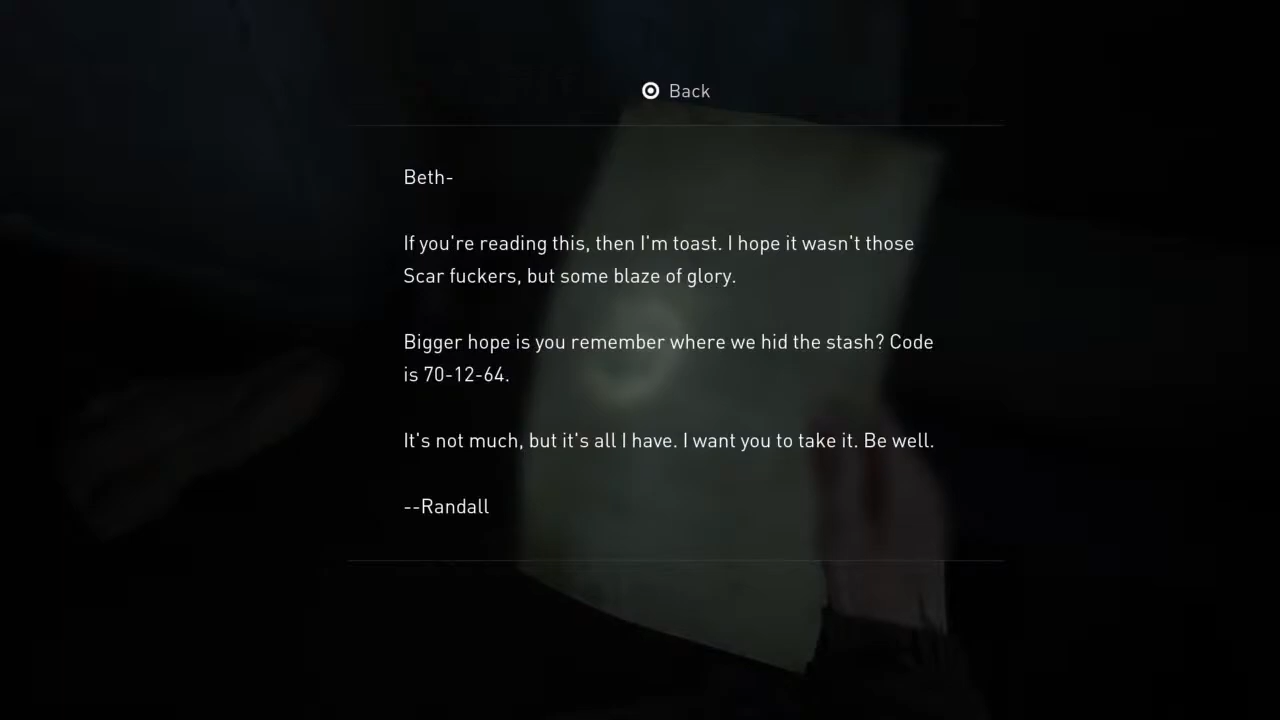 Back
Beth-
If you're reading this, then I'm toast. I hope it wasn't those
Scar fuckers, but some blaze of glory.
Bigger hope is you remember where we hid the stash? Code
is 70-12-64.
It's not much, but it's all I have. I want you to take it. Be well.
--Randall